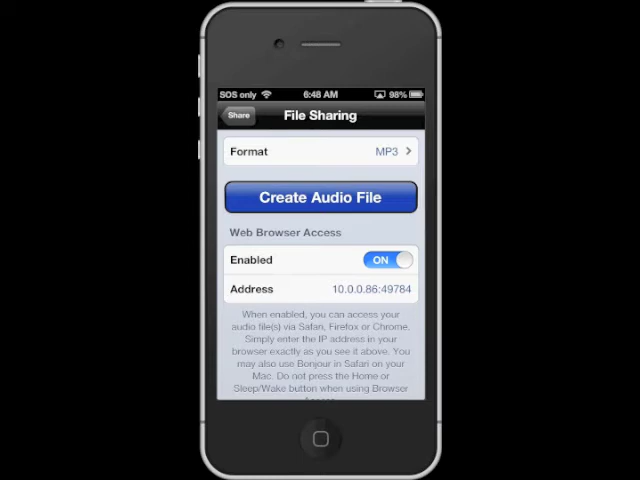 SOS only 6:48 AM 98%
Share File Sharing
Format MP3
Create Audio File
Web Browser Access
Enabled ON
Address 10.0.0.86:49784
When enabled, you can access your
audio file(s) via Safari, Firefox or Chrome.
Simply enter the IP address in your
browser exactly as you see it above. You
may also use Bonjour in Safari on your
Mac. Do not press the Home or
Sleep/Wake button when using Browser